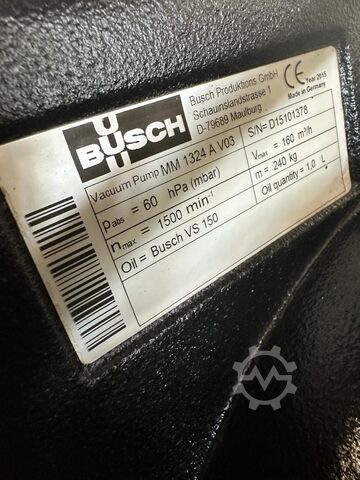 BUSCH
Busch Produktions GmbH
Schauinslandstrasse 1
D-79689 Maulburg
CE Year 2015
Made in Germany
Vacuum Pump MM 1324 A V03
S/N= D15101378
pabs = 60 hPa (mbar)
Vmax = 160 m³/h
nmax = 1500 min⁻¹
m = 240 kg
Oil = Busch VS 150
Oil quantity = 1,0 L